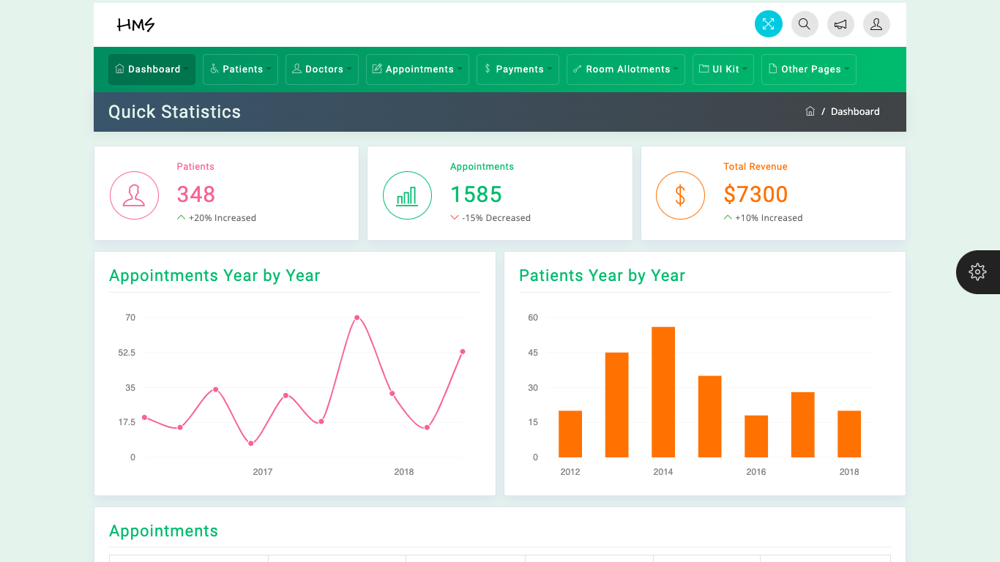 HMS
Dashboard Patients Doctors Appointments Payments Room Allotments UI Kit Other Pages
Quick Statistics
/ Dashboard
Patients
348
+20% Increased
Appointments
1585
-15% Decreased
Total Revenue
$7300
+10% Increased
Appointments Year by Year
70
52.5
35
17.5
0
2017 2018
Patients Year by Year
60
45
30
15
0
2012 2014 2016 2018
Appointments